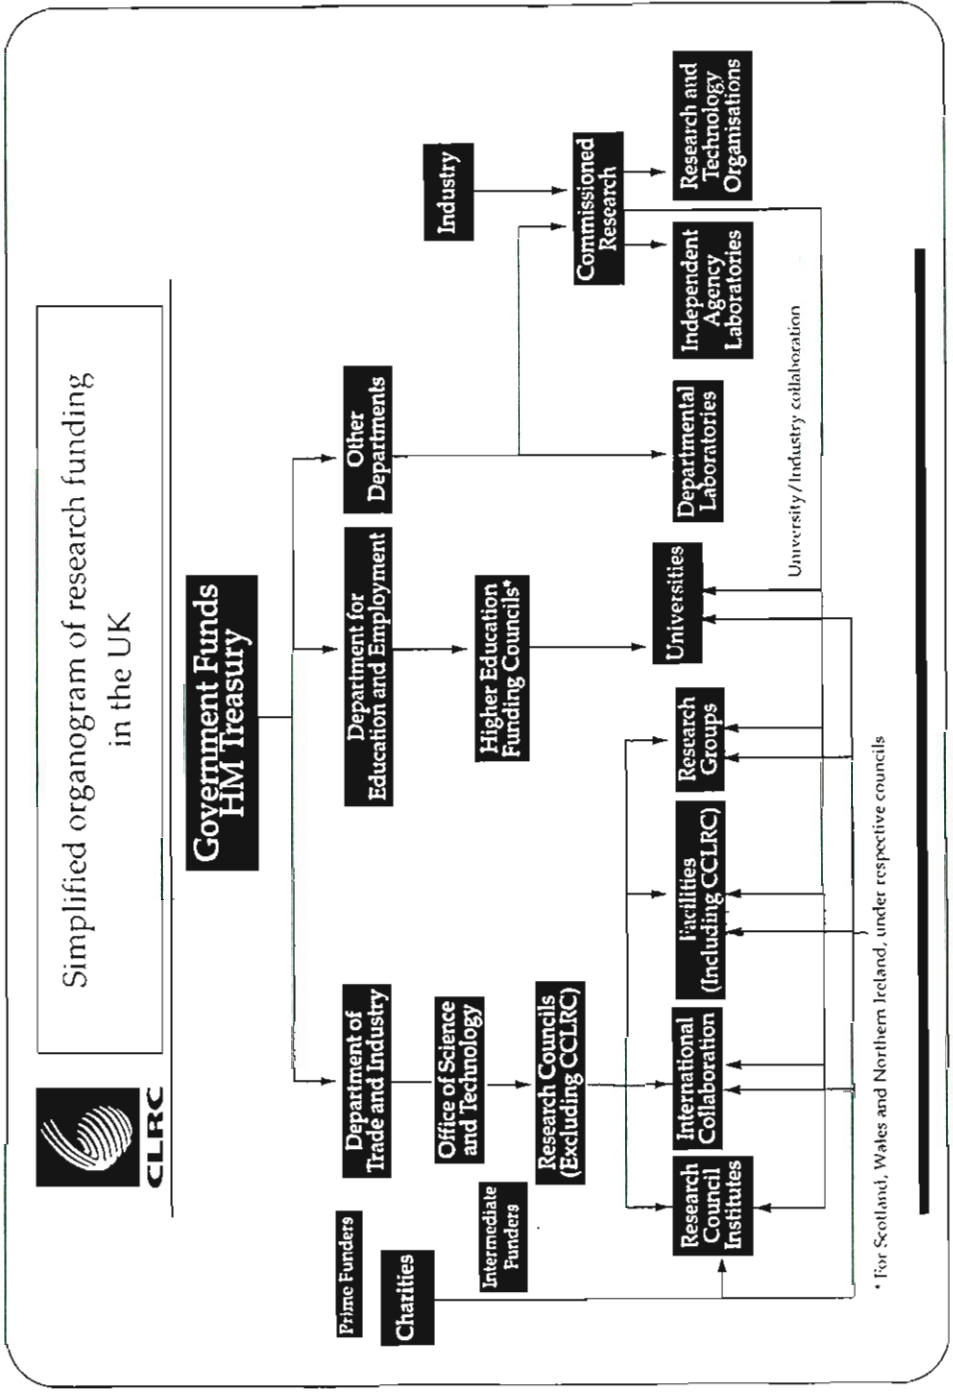 CLRC
Simplified organogram of research funding
in the UK
Government Funds
HM Treasury
Prime Funders
Department of
Trade and Industry
Department for
Education and Employment
Other
Departments
Charities
Industry
Office of Science
and Technology
Intermediate
Funders
Higher Education
Funding Councils*
Research Councils
(Excluding CCLRC)
Commissioned
Research
Research
Council
Institutes
International
Collaboration
Facilities
(Including CCLRC)
Research
Groups
Universities
Departmental
Laboratories
Independent
Agency
Laboratories
Research and
Technology
Organisations
University/Industry collaboration
* For Scotland, Wales and Northern Ireland, under respective councils